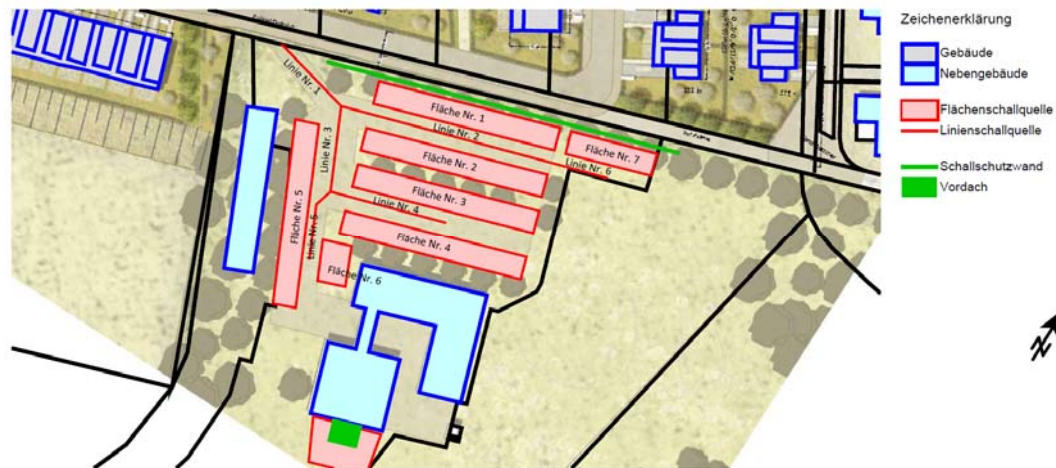 Zeichenerklärung
Gebäude
Nebengebäude
Flächenschallquelle
Linienschallquelle
Schallschutzwand
Vordach
Linie Nr. 1
Fläche Nr. 1
Linie Nr. 2
Fläche Nr. 7
Linie Nr. 6
Linie Nr. 3
Fläche Nr. 2
Fläche Nr. 3
Linie Nr. 4
Fläche Nr. 5
Linie Nr. 5
Fläche Nr. 4
Fläche Nr. 6
N